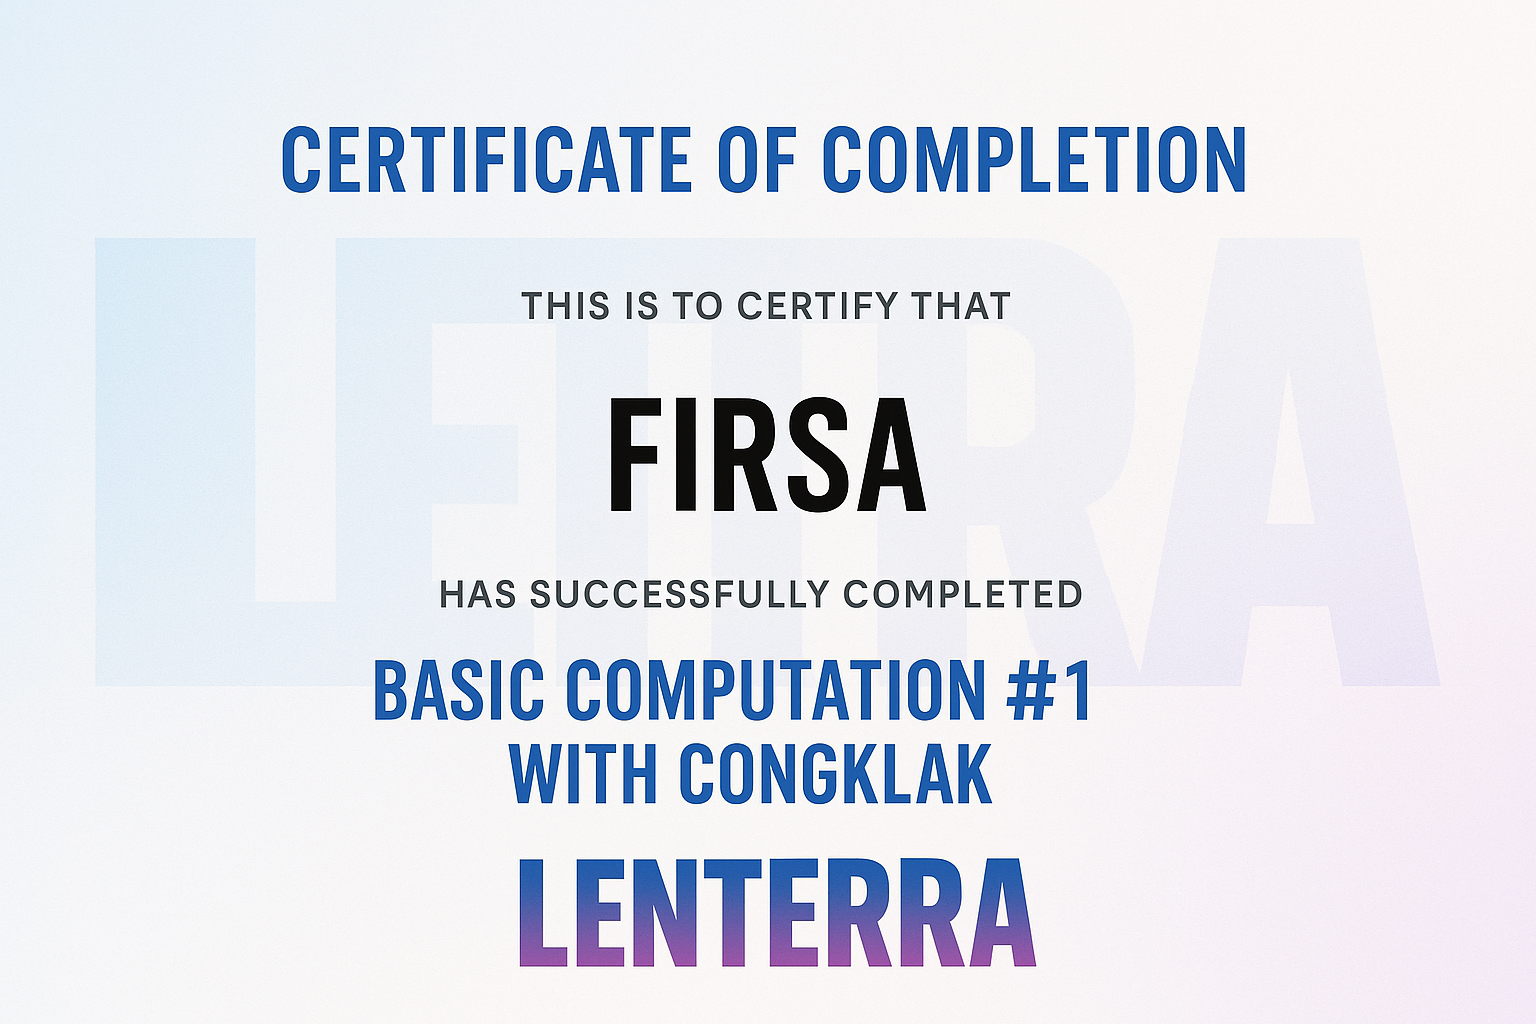 CERTIFICATE OF COMPLETION
THIS IS TO CERTIFY THAT
FIRSA
HAS SUCCESSFULLY COMPLETED
BASIC COMPUTATION #1
WITH CONGKLAK
LENTERRA